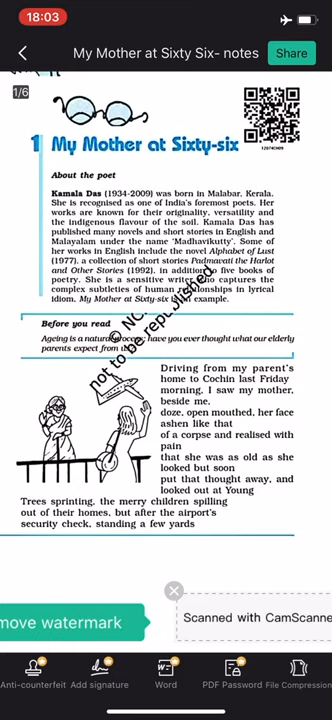 18:03
My Mother at Sixty Six- notes
Share
1/6
12074CH09
1 My Mother at Sixty-six
About the poet
Kamala Das (1934-2009) was born in Malabar, Kerala.
She is recognised as one of India's foremost poets. Her
works are known for their originality, versatility and
the indigenous flavour of the soil. Kamala Das has
published many novels and short stories in English and
Malayalam under the name 'Madhavikutty'. Some of
her works in English include the novel Alphabet of Lust
(1977), a collection of short stories Padmavati the Harlot
and Other Stories (1992), in addition to five books of
poetry. She is a sensitive writer who captures the
complex subtleties of human relationships in lyrical
idiom. My Mother at Sixty-six is an example.
Before you read
Ageing is a natural process; have you ever thought what our elderly
parents expect from us?
© NC
not to be republished
Driving from my parent's
home to Cochin last Friday
morning, I saw my mother,
beside me,
doze, open mouthed, her face
ashen like that
of a corpse and realised with
pain
that she was as old as she
looked but soon
put that thought away, and
looked out at Young
Trees sprinting, the merry children spilling
out of their homes, but after the airport's
security check, standing a few yards
move watermark
Scanned with CamScanne
Anti-counterfeit
Add signature
Word
PDF Password
File Compression